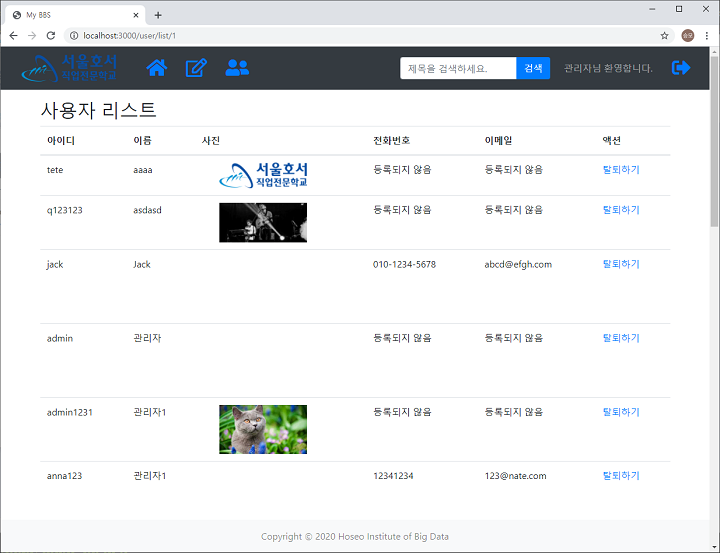 My BBS
localhost:3000/user/list/1
서울호서
직업전문학교
제목을 검색하세요.
검색
관리자님 환영합니다.
사용자 리스트
아이디 이름 사진 전화번호 이메일 액션
tete aaaa 서울호서 직업전문학교 등록되지 않음 등록되지 않음 탈퇴하기
q123123 asdasd 등록되지 않음 등록되지 않음 탈퇴하기
jack Jack 010-1234-5678 abcd@efgh.com 탈퇴하기
admin 관리자 등록되지 않음 등록되지 않음 탈퇴하기
admin1231 관리자1 등록되지 않음 등록되지 않음 탈퇴하기
anna123 관리자1 12341234 123@nate.com 탈퇴하기
Copyright © 2020 Hoseo Institute of Big Data